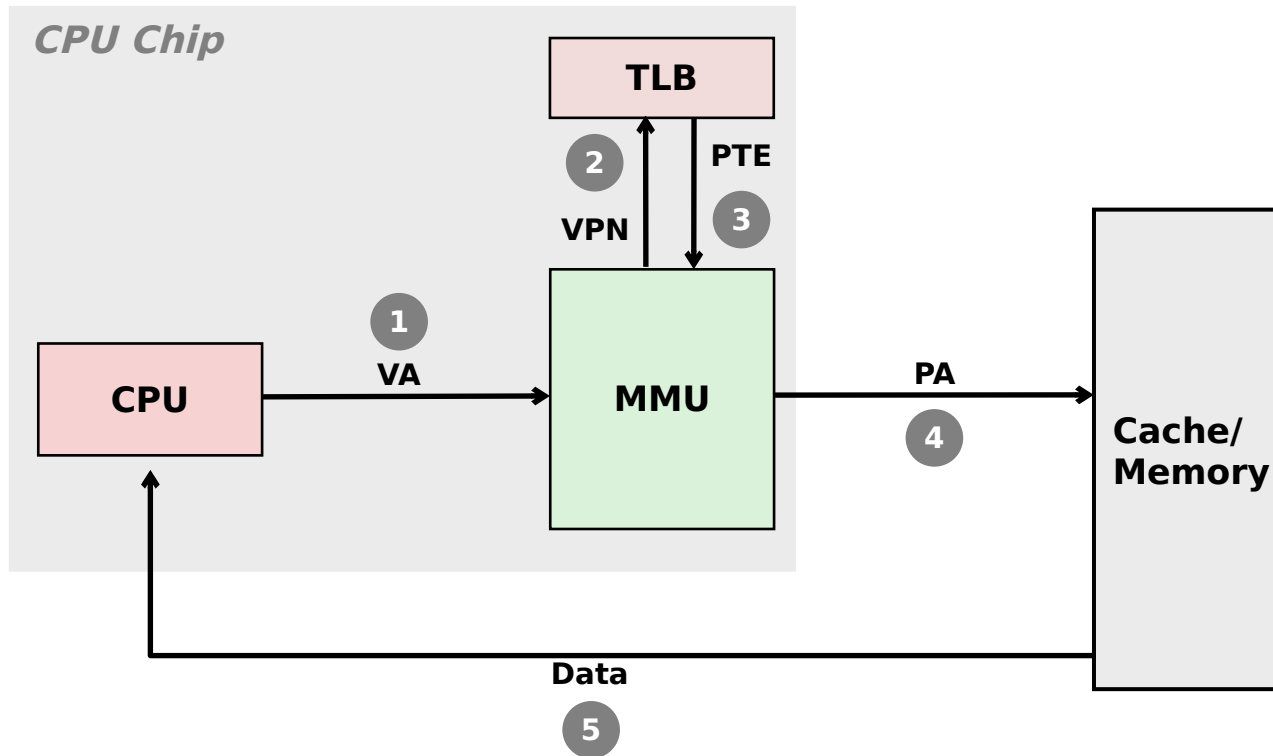 CPU Chip
TLB
2
PTE
3
VPN
1
VA
CPU
MMU
PA
4
Cache/
Memory
Data
5